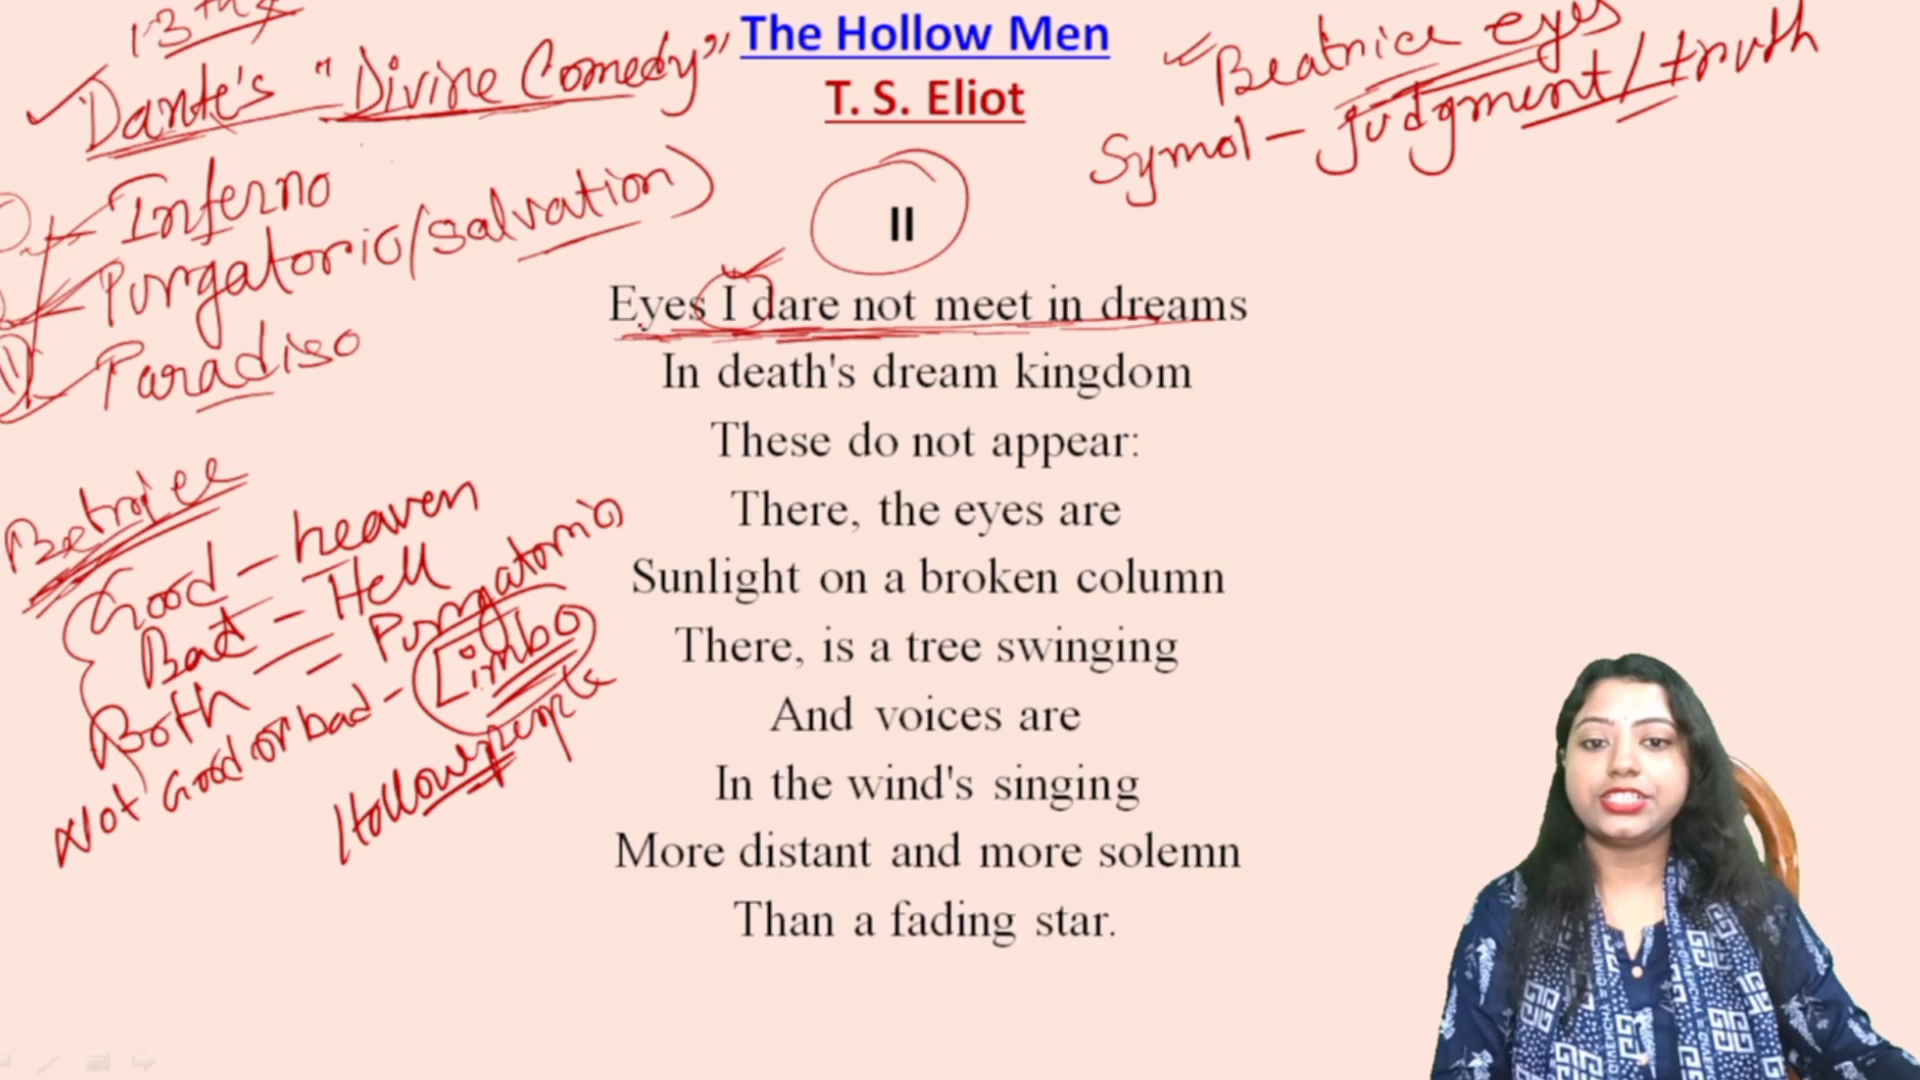 13th
Dante's "Divine Comedy"
Inferno
Purgatorio/(salvation)
Paradiso
Betrice
Good - heaven
Bad - Hell
Both = Purgatorio
Not Good or bad - Limbo
Hollow people
The Hollow Men
T. S. Eliot
II
Eyes I dare not meet in dreams
In death's dream kingdom
These do not appear:
There, the eyes are
Sunlight on a broken column
There, is a tree swinging
And voices are
In the wind's singing
More distant and more solemn
Than a fading star.
Beatrice eyes
Symol - judgment/truth